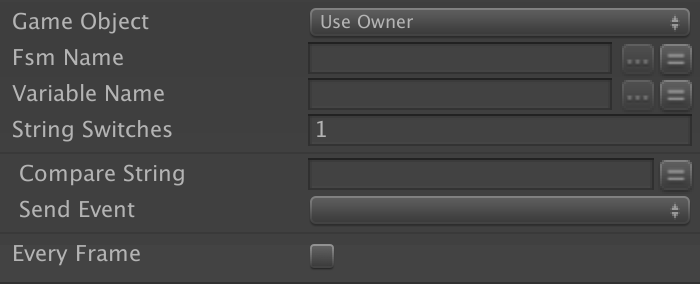 Game Object Use Owner
Fsm Name ... =
Variable Name ... =
String Switches 1
Compare String =
Send Event
Every Frame